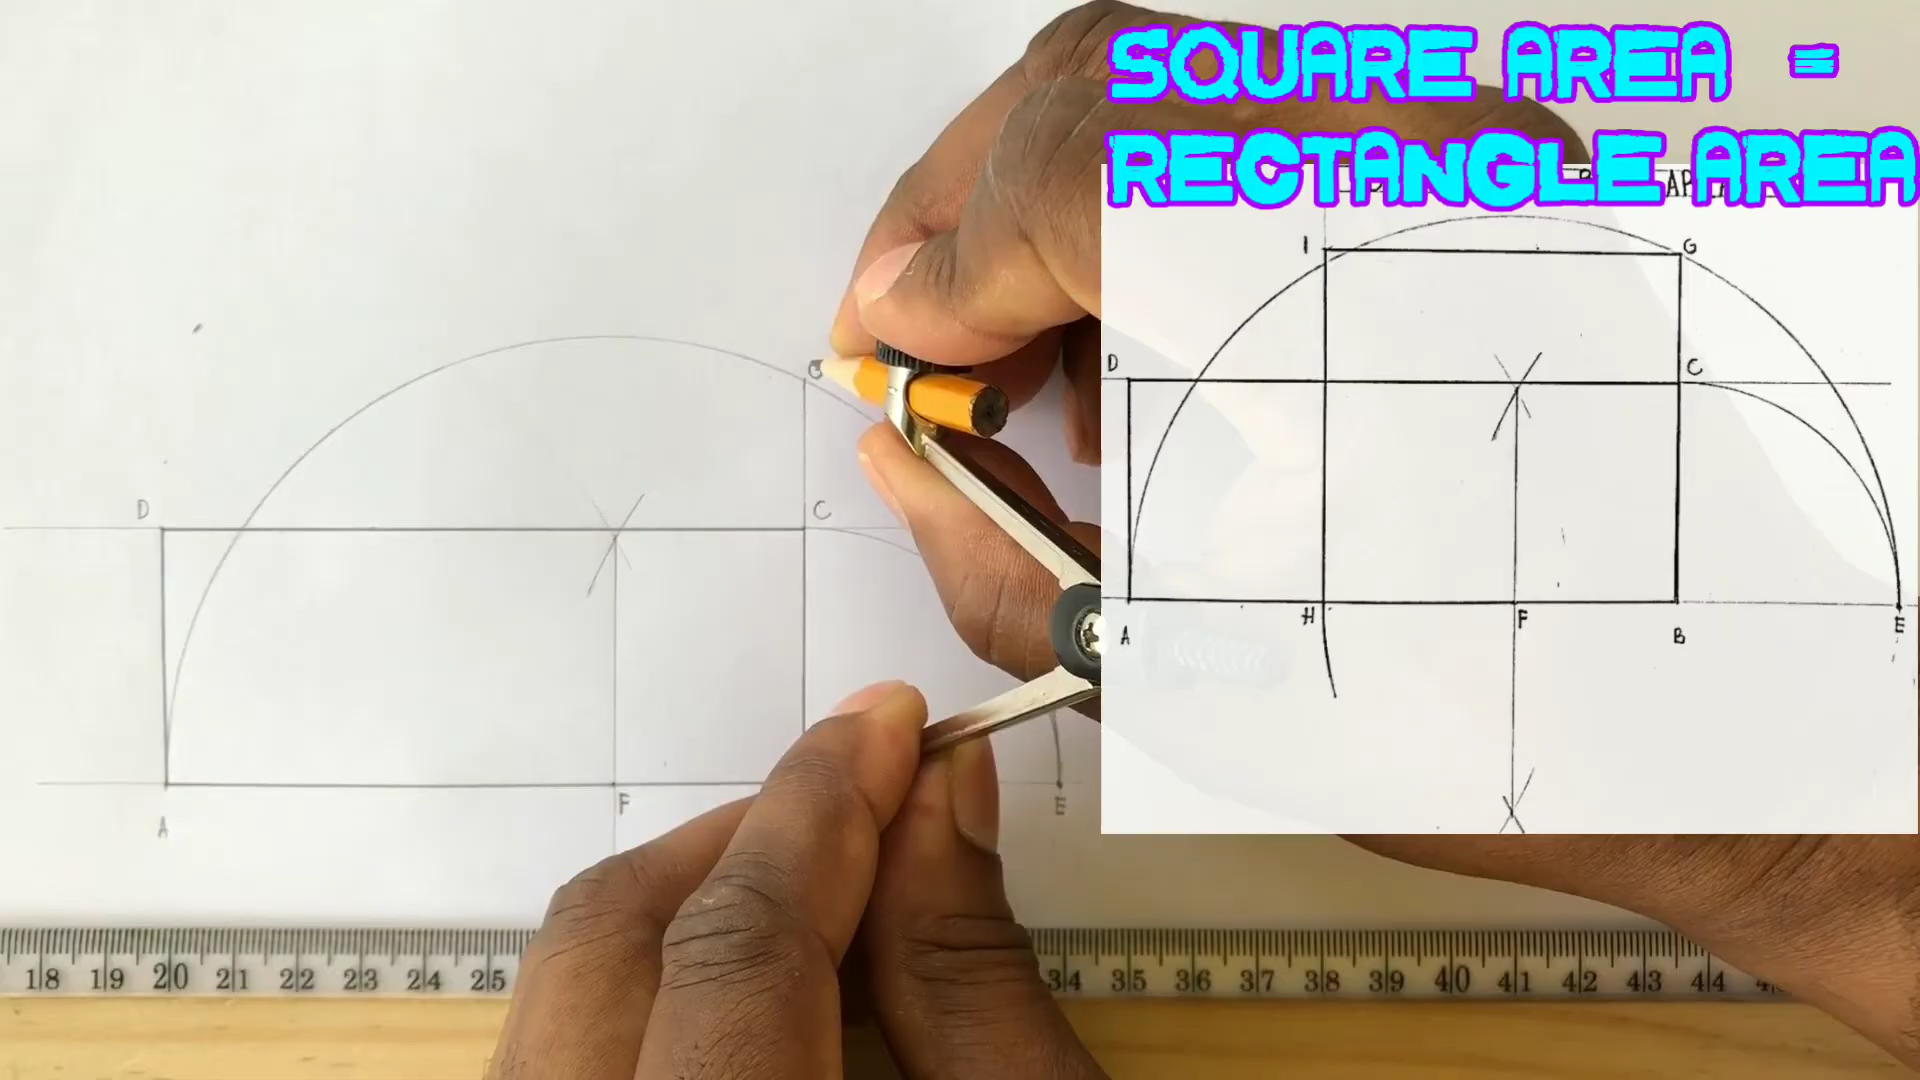 SQUARE AREA =
RECTANGLE AREA
I G
D C
H F
A B E
G
D C
F E
A
18 19 20 21 22 23 24 25 34 35 36 37 38 39 40 41 42 43 44